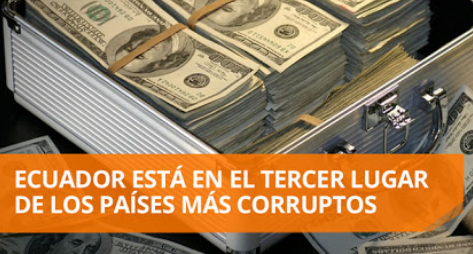 ECUADOR ESTÁ EN EL TERCER LUGAR
DE LOS PAÍSES MÁS CORRUPTOS